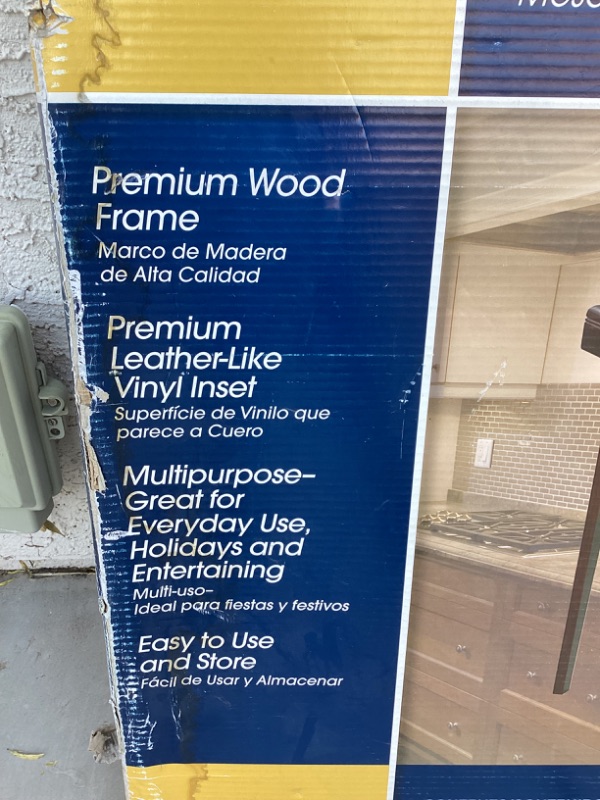 Premium Wood
Frame
Marco de Madera
de Alta Calidad
Premium
Leather-Like
Vinyl Inset
Superfície de Vinilo que
parece a Cuero
Multipurpose–
Great for
Everyday Use,
Holidays and
Entertaining
Multi-uso–
Ideal para fiestas y festivos
Easy to Use
and Store
Fácil de Usar y Almacenar